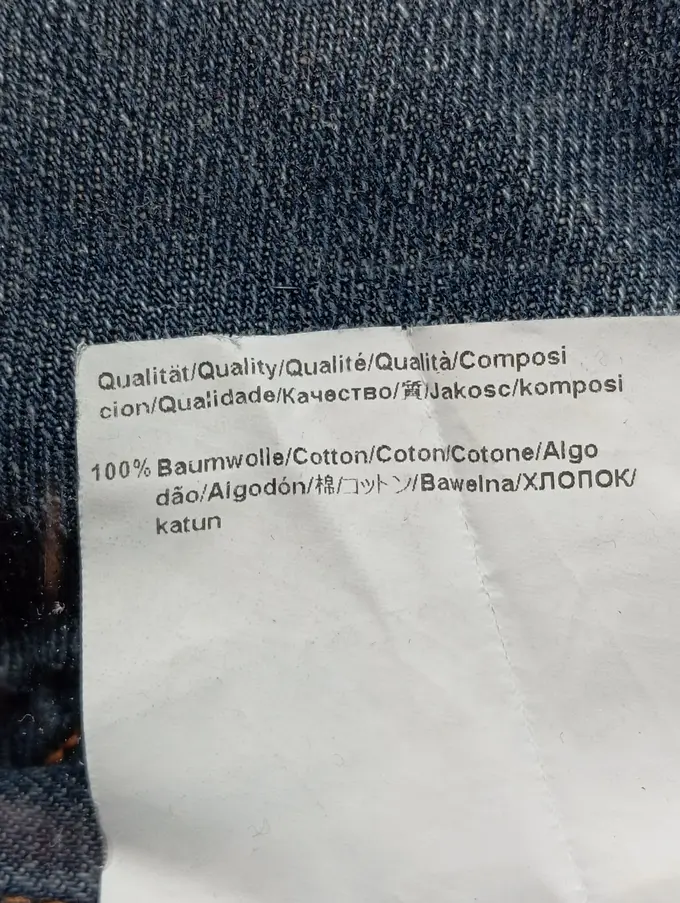 Qualität/Quality/Qualité/Qualità/Composi
cion/Qualidade/Качество/質/Jakosc/komposi
100% Baumwolle/Cotton/Coton/Cotone/Algo
dão/Algodón/棉/コットン/Bawelna/ХЛОПОК/
katun